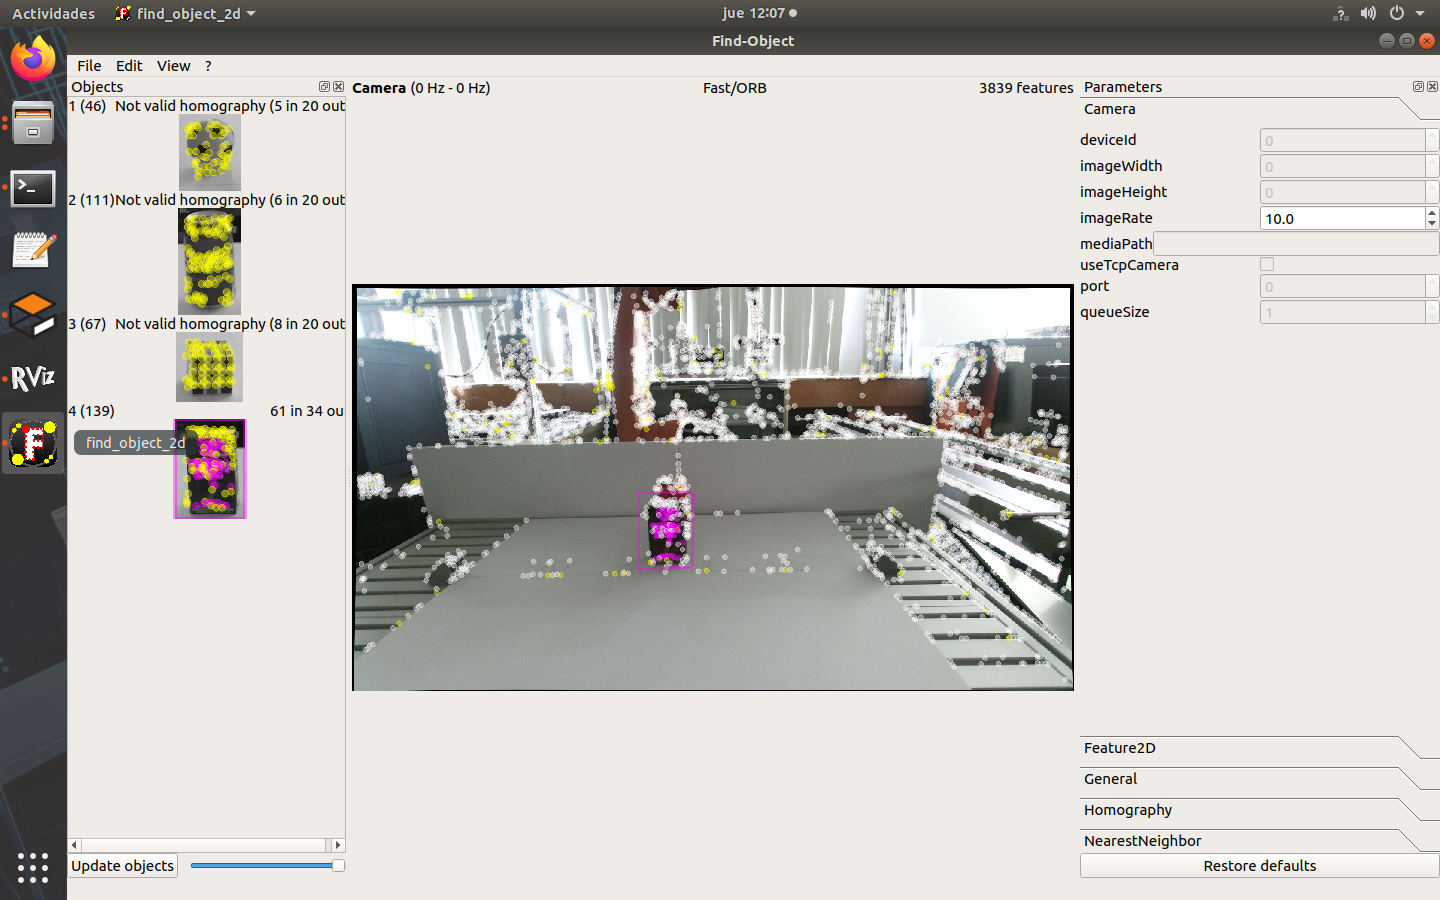 Actividades find_object_2d jue 12:07
Find-Object
File Edit View ?
Objects
1 (46) Not valid homography (5 in 20 out
2 (111) Not valid homography (6 in 20 out
3 (67) Not valid homography (8 in 20 out
4 (139) 61 in 34 ou
find_object_2d
Update objects
Camera (0 Hz - 0 Hz) Fast/ORB 3839 features
Parameters
Camera
deviceId 0
imageWidth 0
imageHeight 0
imageRate 10.0
mediaPath
useTcpCamera
port 0
queueSize 1
Feature2D
General
Homography
NearestNeighbor
Restore defaults
RViz
F